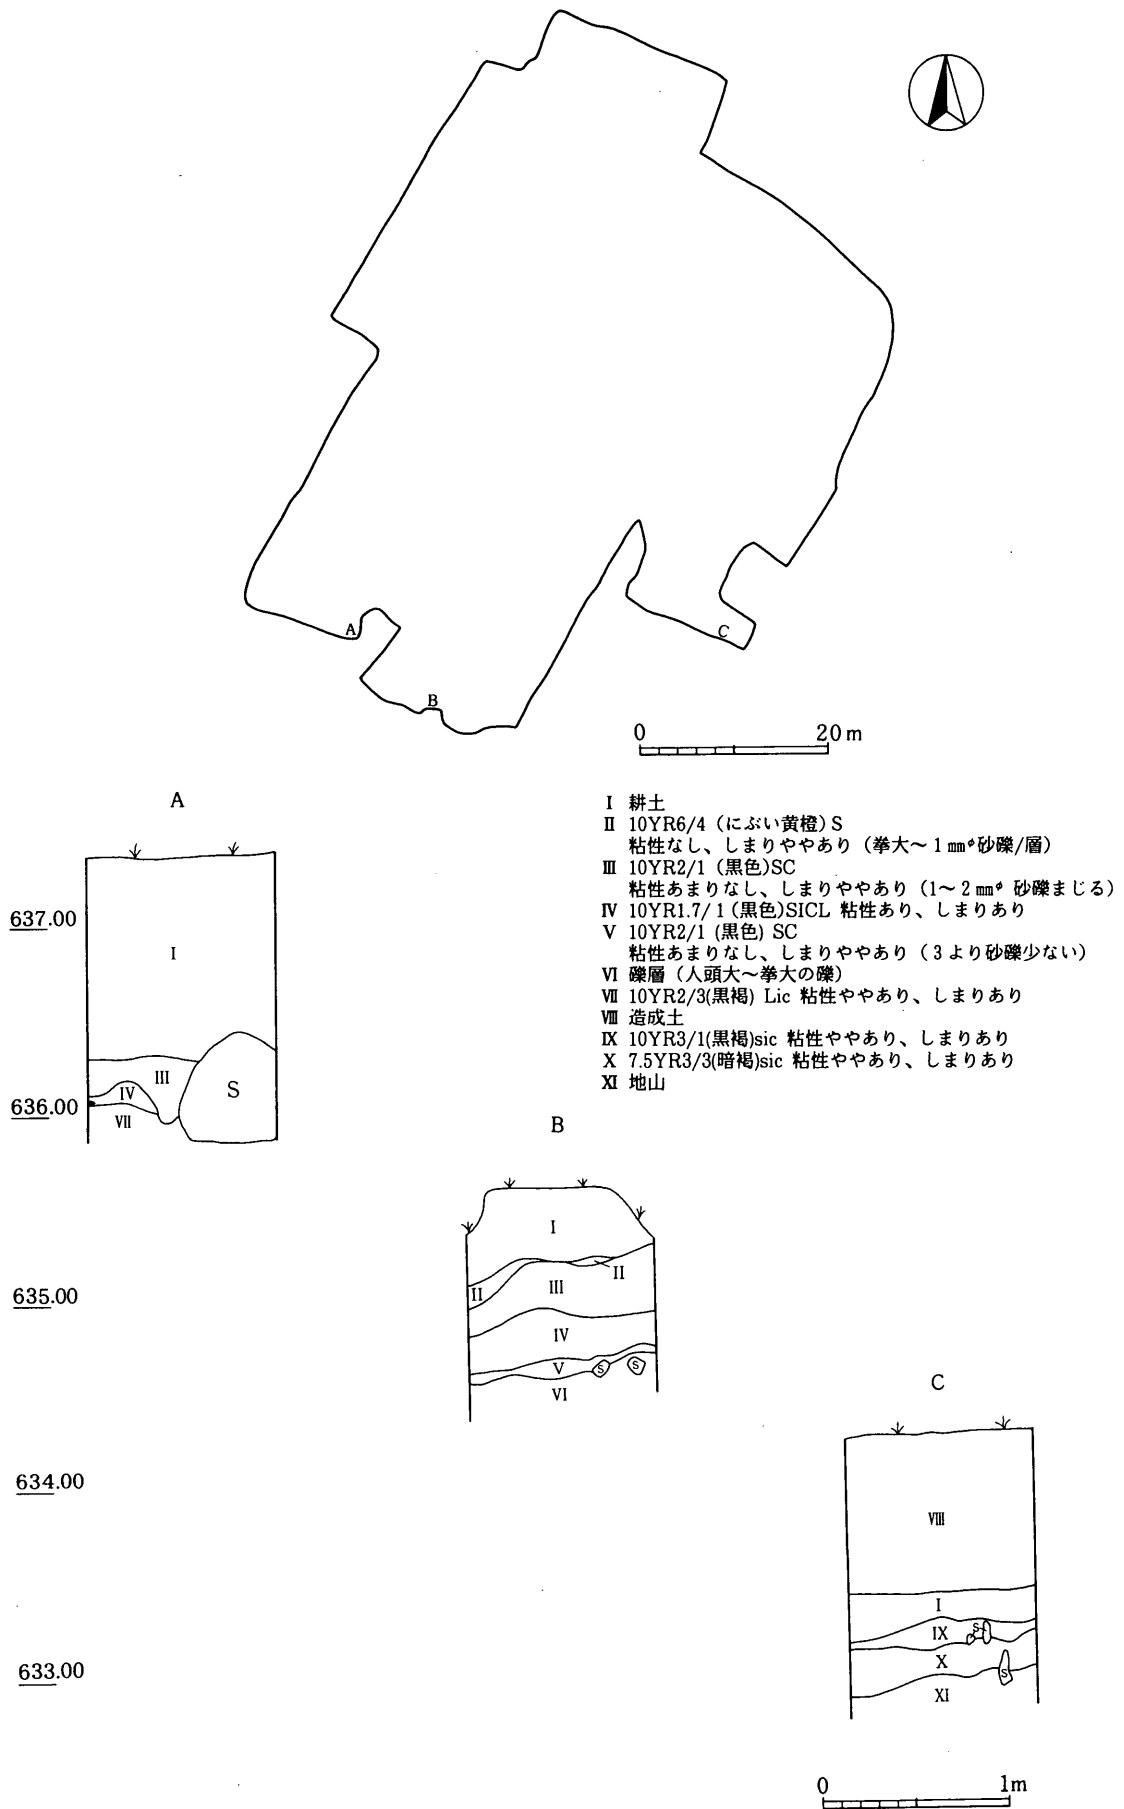 A
B
C
0 20m
I 耕土
II 10YR6/4（にぶい黄橙）S
粘性なし、しまりややあり（拳大～1㎜φ砂礫/層）
III 10YR2/1（黒色)SC
粘性あまりなし、しまりややあり（1～2㎜φ 砂礫まじる）
IV 10YR1.7/1（黒色)SICL 粘性あり、しまりあり
V 10YR2/1 (黒色) SC
粘性あまりなし、しまりややあり（3より砂礫少ない）
VI 礫層（人頭大～拳大の礫）
VII 10YR2/3(黒褐) Lic 粘性ややあり、しまりあり
VIII 造成土
IX 10YR3/1(黒褐)sic 粘性ややあり、しまりあり
X 7.5YR3/3(暗褐)sic 粘性ややあり、しまりあり
XI 地山
A
637.00
I
III
S
IV
636.00
VII
B
I
II
635.00
II
III
IV
V
S
S
VI
C
634.00
VIII
I
IX
S
633.00
X
S
XI
0 1m